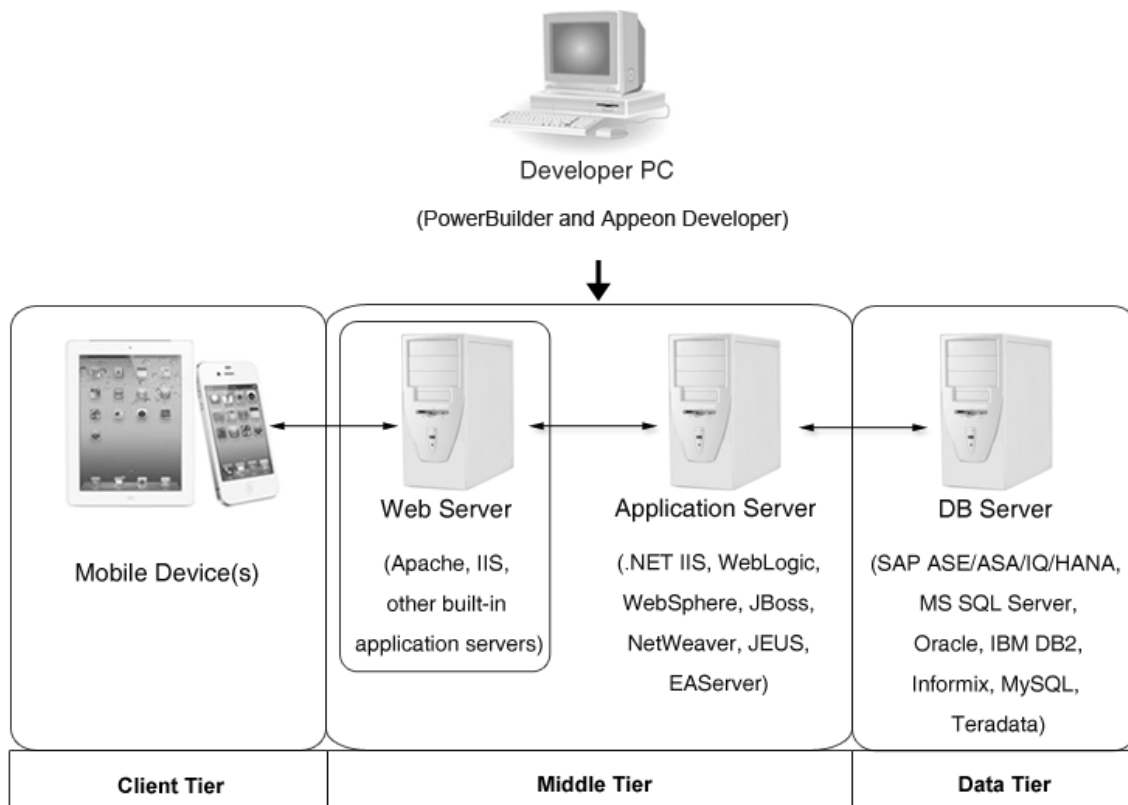 Developer PC
(PowerBuilder and Appeon Developer)
Mobile Device(s)
Web Server
(Apache, IIS,
other built-in
application servers)
Application Server
(.NET IIS, WebLogic,
WebSphere, JBoss,
NetWeaver, JEUS,
EAServer)
DB Server
(SAP ASE/ASA/IQ/HANA,
MS SQL Server,
Oracle, IBM DB2,
Informix, MySQL,
Teradata)
Client Tier
Middle Tier
Data Tier